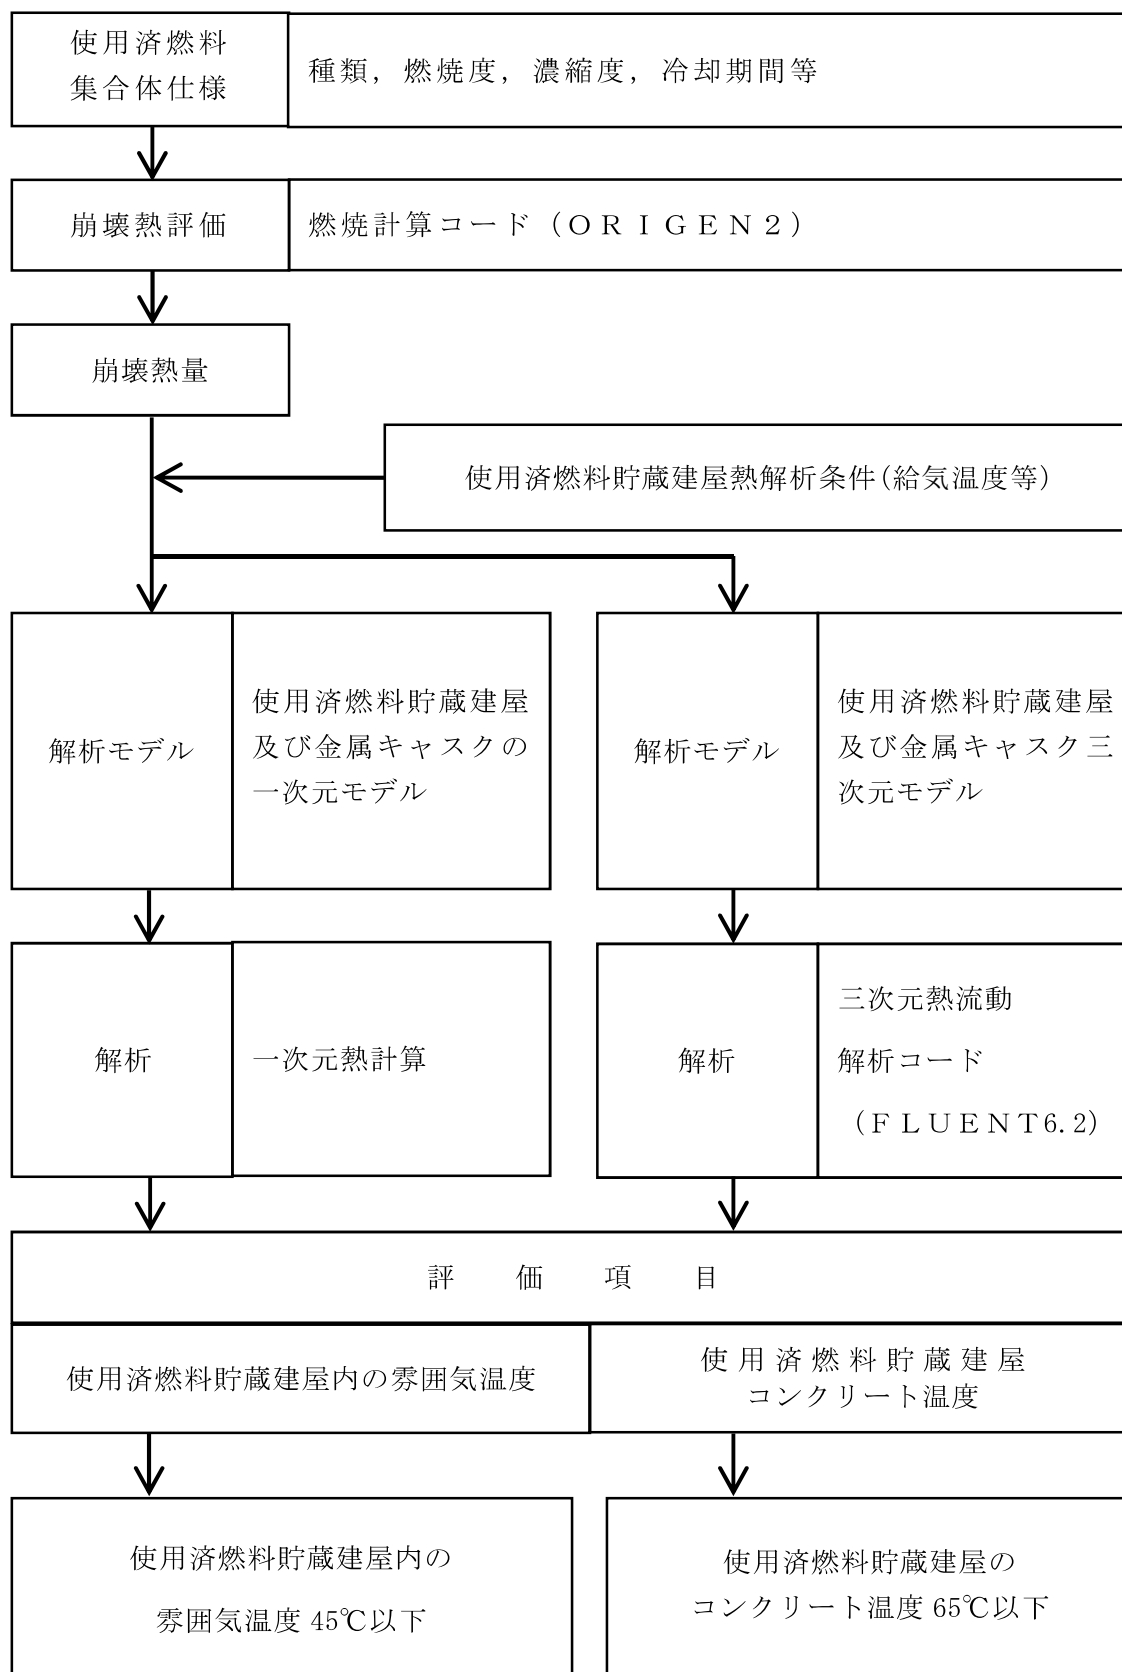 使用済燃料
集合体仕様
種類，燃焼度，濃縮度，冷却期間等
崩壊熱評価
燃焼計算コード（ＯＲＩＧＥＮ２）
崩壊熱量
使用済燃料貯蔵建屋熱解析条件(給気温度等)
解析モデル
使用済燃料貯蔵建屋
及び金属キャスクの
一次元モデル
解析モデル
使用済燃料貯蔵建屋
及び金属キャスク三
次元モデル
解析
一次元熱計算
解析
三次元熱流動
解析コード
（ＦＬＵＥＮＴ6.2）
評　価　項　目
使用済燃料貯蔵建屋内の雰囲気温度
使用済燃料貯蔵建屋
コンクリート温度
使用済燃料貯蔵建屋内の
雰囲気温度 45℃以下
使用済燃料貯蔵建屋の
コンクリート温度 65℃以下